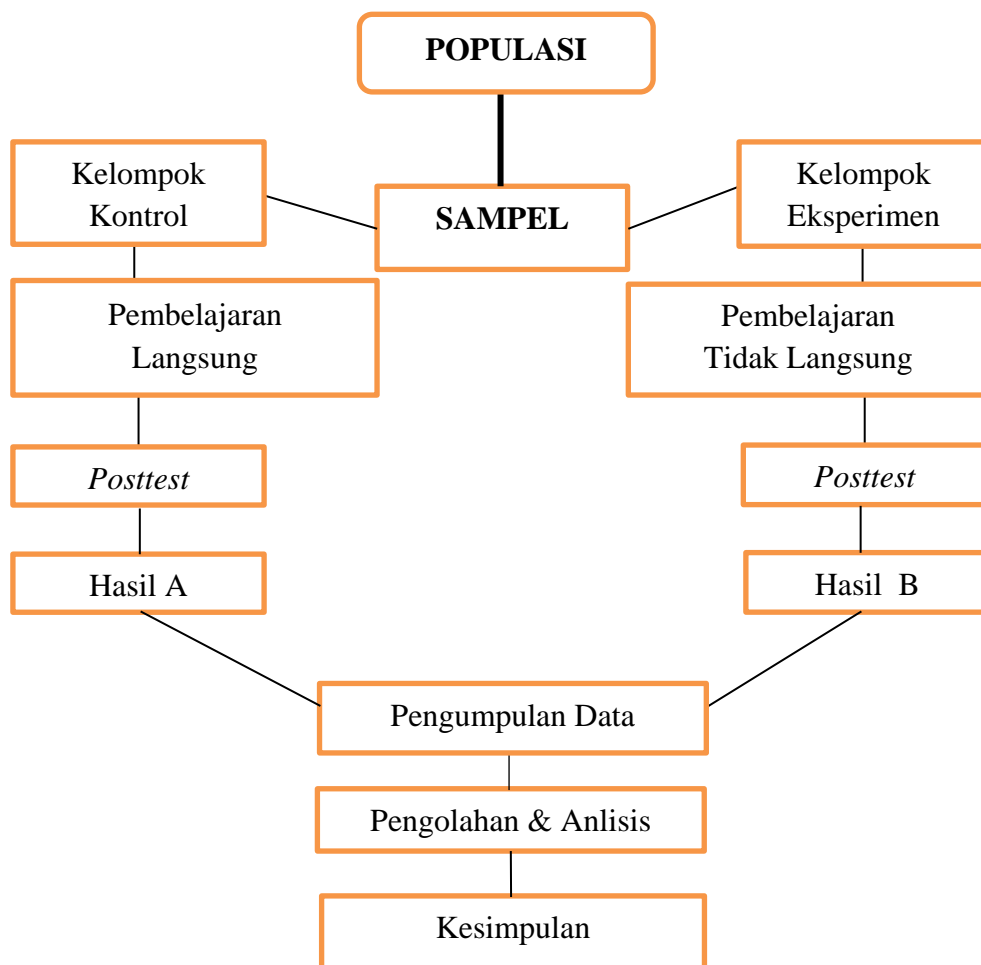 POPULASI
Kelompok
Kontrol
SAMPEL
Kelompok
Eksperimen
Pembelajaran
Langsung
Pembelajaran
Tidak Langsung
Posttest
Posttest
Hasil A
Hasil B
Pengumpulan Data
Pengolahan & Anlisis
Kesimpulan